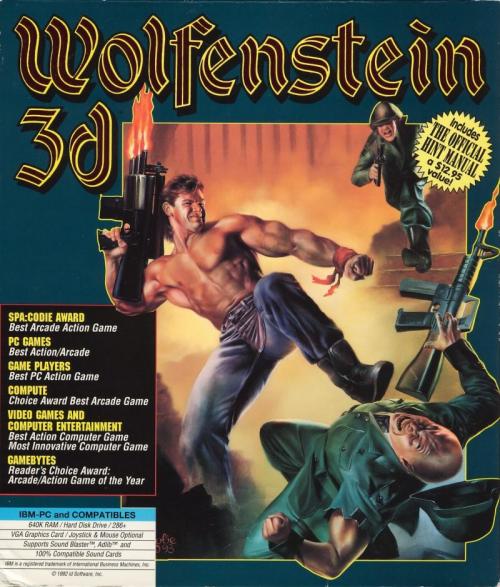 Wolfenstein
3d
Includes
THE OFFICIAL
HINT MANUAL
a $12.95
value!
SPA:CODIE AWARD
Best Arcade Action Game
PC GAMES
Best Action/Arcade
GAME PLAYERS
Best PC Action Game
COMPUTE
Choice Award Best Arcade Game
VIDEO GAMES AND
COMPUTER ENTERTAINMENT
Best Action Computer Game
Most Innovative Computer Game
GAMEBYTES
Reader's Choice Award:
Arcade/Action Game of the Year
IBM-PC and COMPATIBLES
640K RAM / Hard Disk Drive / 286+
VGA Graphics Card / Joystick & Mouse Optional
Supports Sound Blaster™, Adlib™ and
100% Compatible Sound Cards
IBM is a registered trademark of International Business Machines, Inc.
© 1992 id Software, Inc.